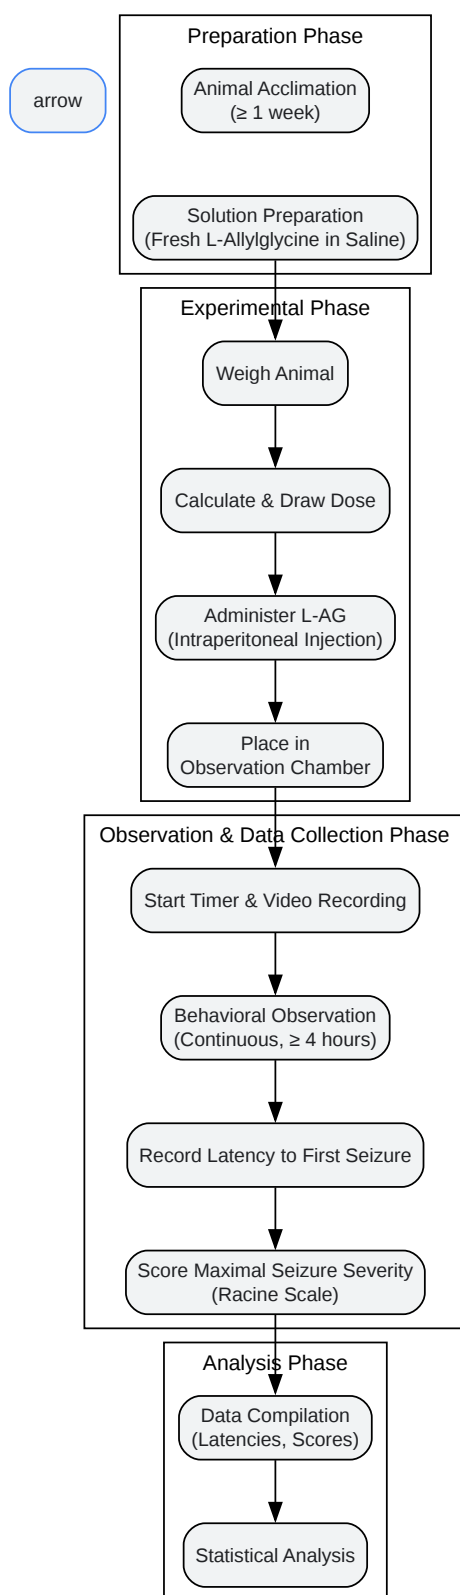 Preparation Phase
arrow
Animal Acclimation
(≥ 1 week)
Solution Preparation
(Fresh L-Allylglycine in Saline)
Experimental Phase
Weigh Animal
Calculate & Draw Dose
Administer L-AG
(Intraperitoneal Injection)
Place in
Observation Chamber
Observation & Data Collection Phase
Start Timer & Video Recording
Behavioral Observation
(Continuous, ≥ 4 hours)
Record Latency to First Seizure
Score Maximal Seizure Severity
(Racine Scale)
Analysis Phase
Data Compilation
(Latencies, Scores)
Statistical Analysis